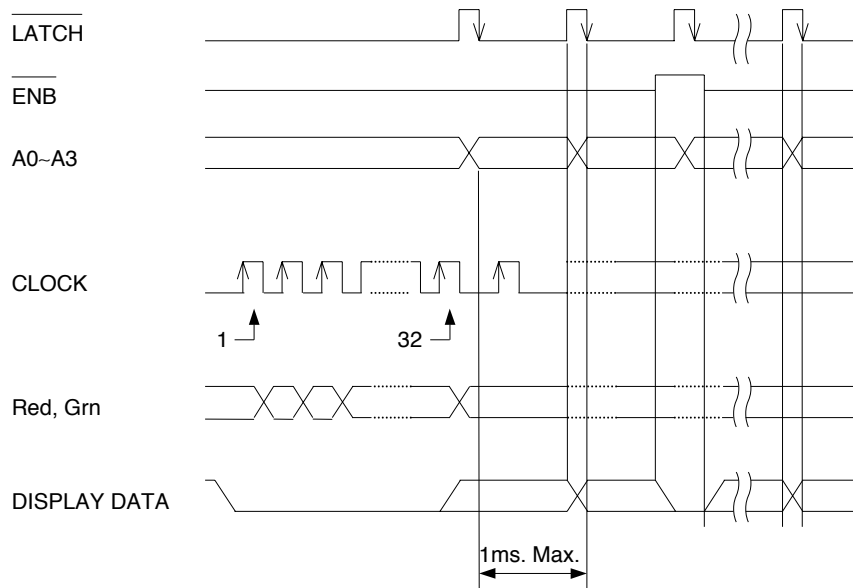 LATCH
ENB
A0~A3
CLOCK
1 32
Red, Grn
DISPLAY DATA
1ms. Max.